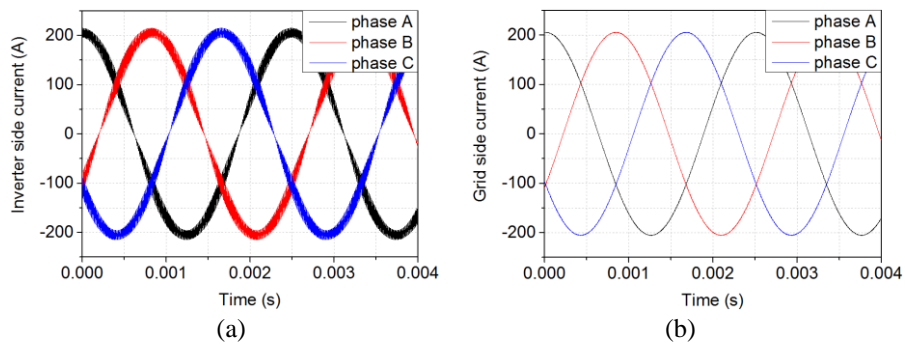 phase A
phase B
phase C
Inverter side current (A)
200
100
0
-100
-200
0.000
0.001
0.002
0.003
0.004
Time (s)
(a)
phase A
phase B
phase C
Grid side current (A)
200
100
0
-100
-200
0.000
0.001
0.002
0.003
0.004
Time (s)
(b)